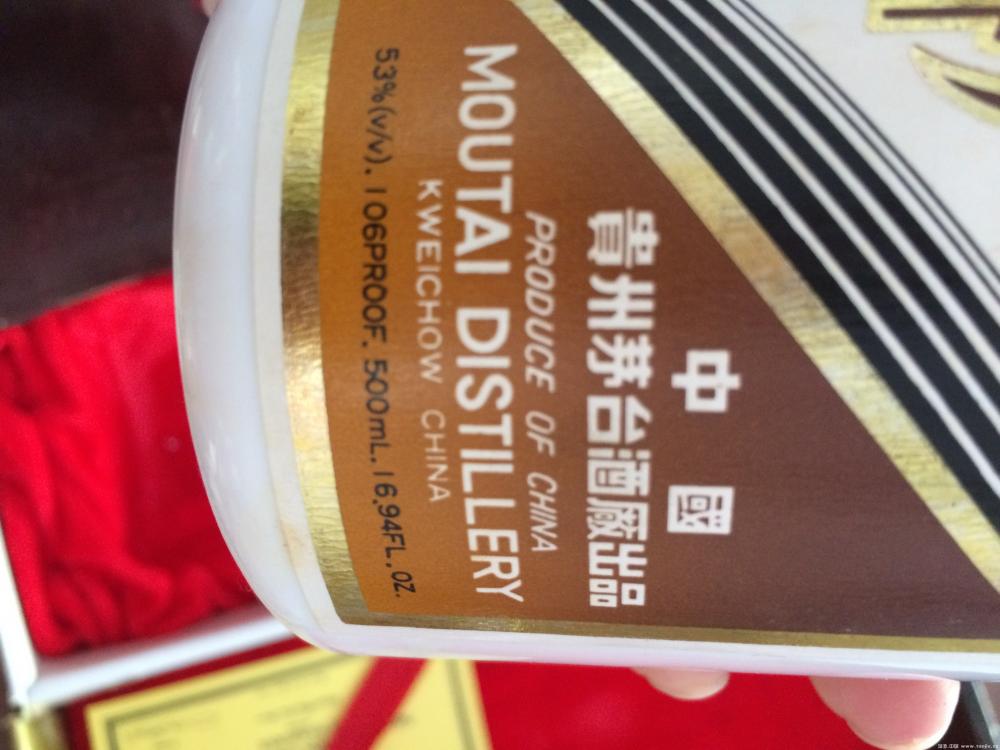 中國
貴州茅台酒廠出品
PRODUCE OF CHINA
MOUTAI DISTILLERY
KWEICHOW CHINA
53%(v/v). 106PROOF. 500mL. 16.94FL.OZ.